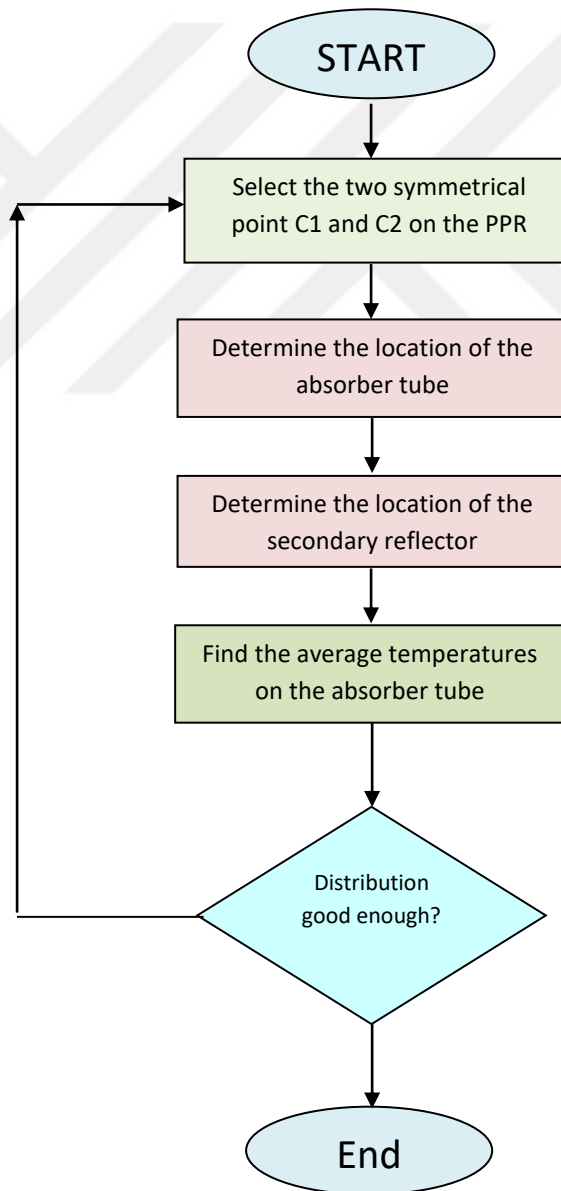 START
Select the two symmetrical
point C1 and C2 on the PPR
Determine the location of the
absorber tube
Determine the location of the
secondary reflector
Find the average temperatures
on the absorber tube
Distribution
good enough?
End